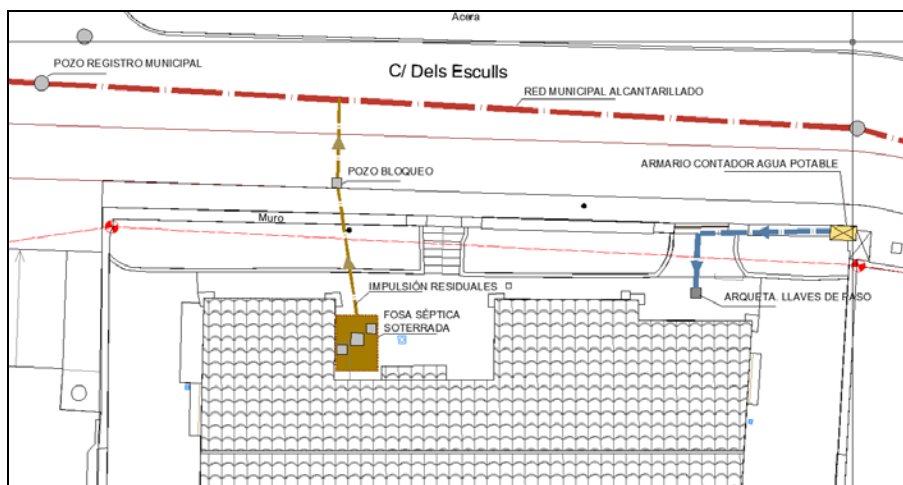 Acera
POZO REGISTRO MUNICIPAL
C/ Dels Esculls
RED MUNICIPAL ALCANTARILLADO
ARMARIO CONTADOR AGUA POTABLE
POZO BLOQUEO
Muro
IMPULSIÓN RESIDUALES
ARQUETA. LLAVES DE PASO
FOSA SÉPTICA
SOTERRADA